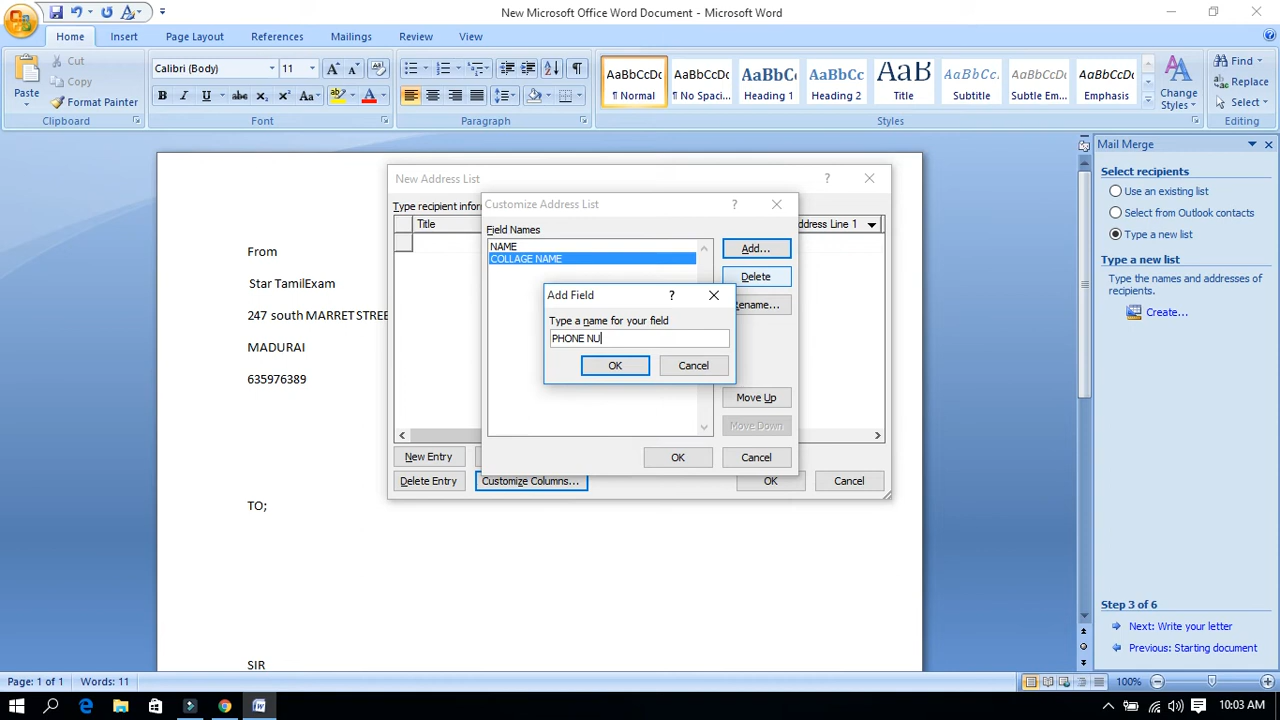 New Microsoft Office Word Document - Microsoft Word
Home Insert Page Layout References Mailings Review View
Paste
Cut
Copy
Format Painter
Clipboard
Calibri (Body) 11
Font
Paragraph
AaBbCcDc AaBbCcDc AaBbC AaBbCc AaB AaBbCc. AaBbCcDc AaBbCcDc
¶ Normal ¶ No Spaci... Heading 1 Heading 2 Title Subtitle Subtle Em... Emphasis
Change
Styles
Styles
Find
Replace
Select
Editing
From
Star TamilExam
247 south MARRET STREE
MADURAI
635976389
TO;
SIR
New Address List
Type recipient inform
Title
ddress Line 1
New Entry
Delete Entry
Customize Columns...
OK
Cancel
Customize Address List
Field Names
NAME
COLLAGE NAME
Add...
Delete
Rename...
Move Up
Move Down
OK
Cancel
Add Field
Type a name for your field
PHONE NU
OK
Cancel
Mail Merge
Select recipients
Use an existing list
Select from Outlook contacts
Type a new list
Type a new list
Type the names and addresses of
recipients.
Create...
Step 3 of 6
Next: Write your letter
Previous: Starting document
Page: 1 of 1 Words: 11
100%
10:03 AM